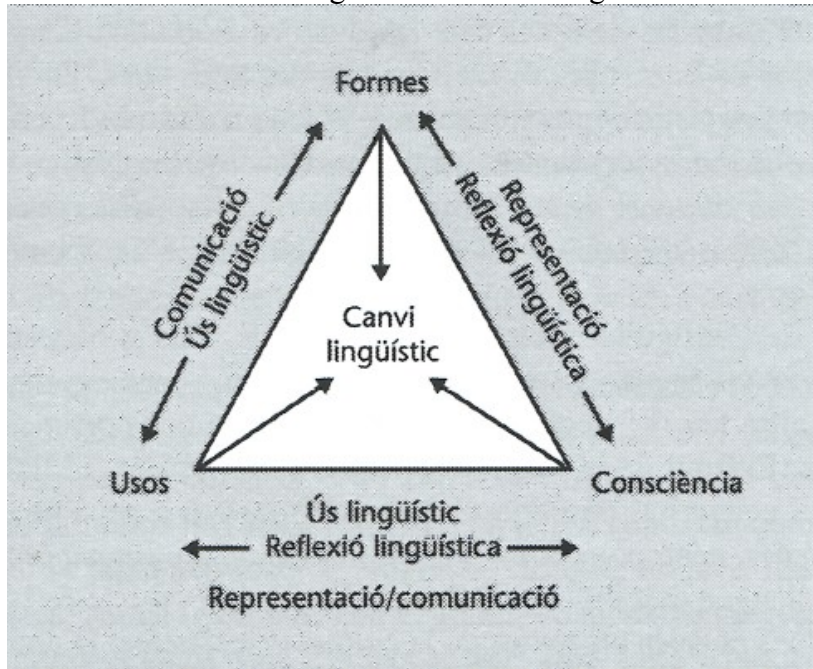 Formes
Comunicació
Ús lingüístic
Representació
Reflexió lingüística
Canvi
lingüístic
Usos
Consciència
Ús lingüístic
Reflexió lingüística
Representació/comunicació